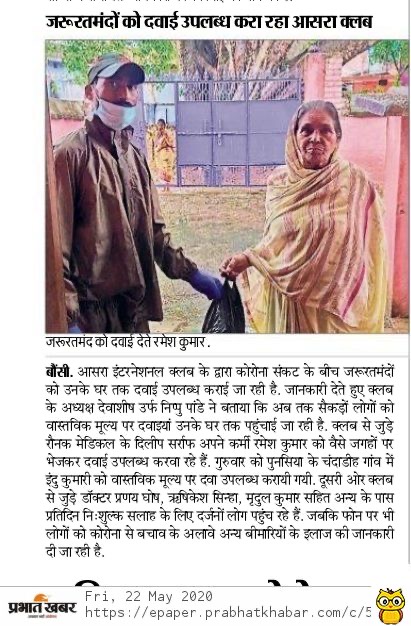 जरूरतमंदों को दवाई उपलब्ध करा रहा आसरा क्लब
जरूरतमंद को दवाई देते रमेश कुमार.
बौंसी. आसरा इंटरनेशनल क्लब के द्वारा कोरोना संकट के बीच जरूरतमंदों
को उनके घर तक दवाई उपलब्ध कराई जा रही है. जानकारी देते हुए क्लब
के अध्यक्ष देवाशीष उर्फ निप्पु पांडे ने बताया कि अब तक सैकड़ों लोगों को
वास्तविक मूल्य पर दवाइयां उनके घर तक पहुंचाई जा रही है. क्लब से जुड़े
रौनक मेडिकल के दिलीप सर्राफ अपने कर्मी रमेश कुमार को वैसे जगहों पर
भेजकर दवाई उपलब्ध करवा रहे हैं. गुरुवार को पुनसिया के चंदाडीह गांव में
इंदु कुमारी को वास्तविक मूल्य पर दवा उपलब्ध करायी गयी. दूसरी ओर क्लब
से जुड़े डॉक्टर प्रणय घोष, ऋषिकेश सिन्हा, मृदुल कुमार सहित अन्य के पास
प्रतिदिन निःशुल्क सलाह के लिए दर्जनों लोग पहुंच रहे हैं. जबकि फोन पर भी
लोगों को कोरोना से बचाव के अलावे अन्य बीमारियों के इलाज की जानकारी
दी जा रही है.
प्रभात खबर
Fri, 22 May 2020
https://epaper.prabhatkhabar.com/c/5